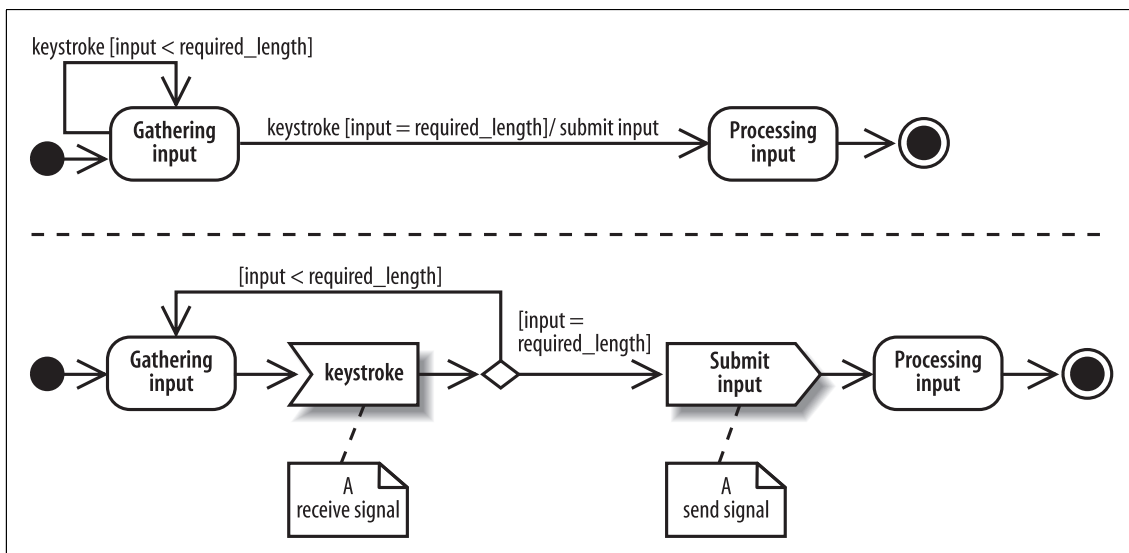 keystroke [input < required_length]
Gathering
input
keystroke [input = required_length]/ submit input
Processing
input
[input < required_length]
[input =
required_length]
Gathering
input
keystroke
Submit
input
Processing
input
A
receive signal
A
send signal